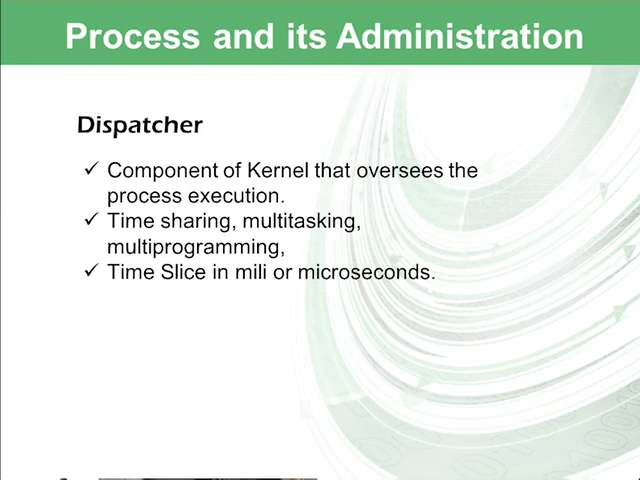 Process and its Administration
Dispatcher
✓ Component of Kernel that oversees the
process execution.
✓ Time sharing, multitasking,
multiprogramming,
✓ Time Slice in mili or microseconds.